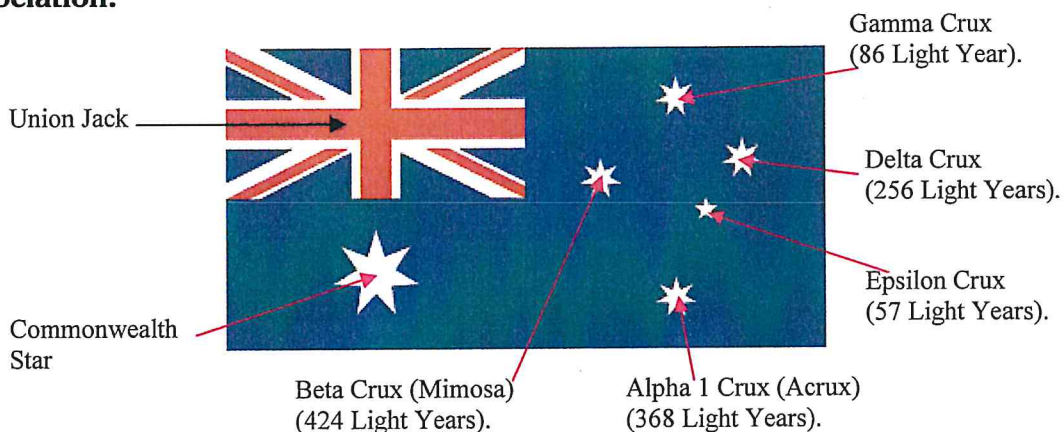 Gamma Crux
(86 Light Year).
Union Jack
Delta Crux
(256 Light Years).
Epsilon Crux
(57 Light Years).
Commonwealth
Star
Beta Crux (Mimosa)
(424 Light Years).
Alpha 1 Crux (Acrux)
(368 Light Years).